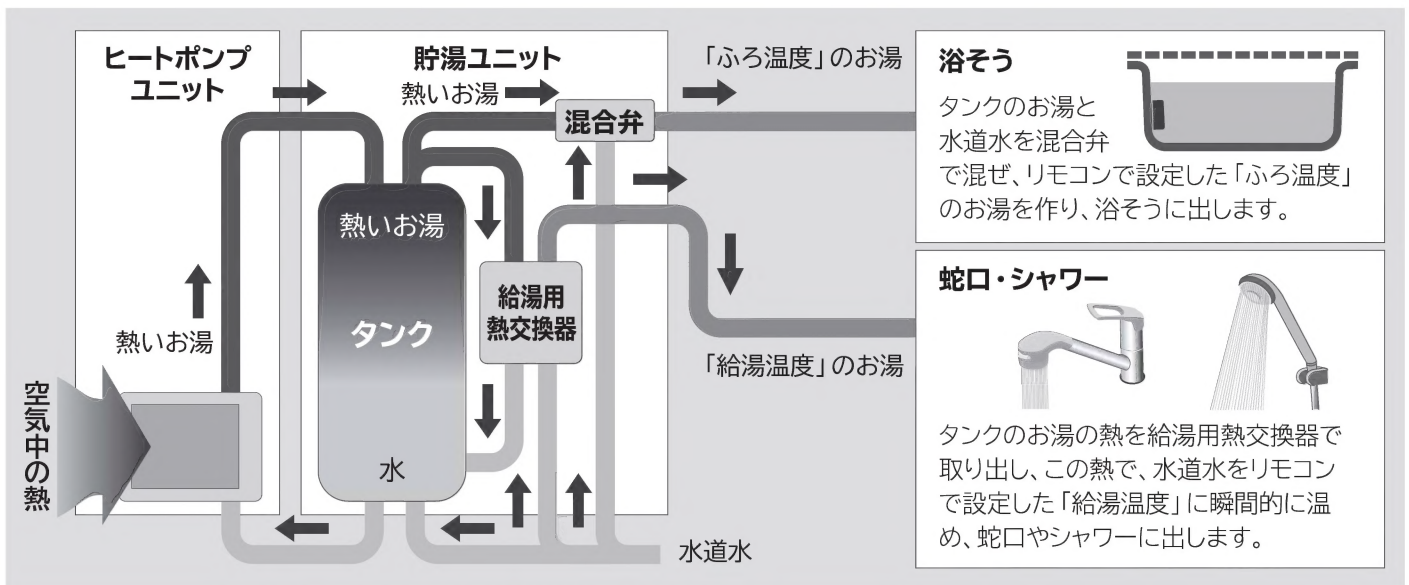 ヒートポンプ
ユニット
熱いお湯
空気中の熱
貯湯ユニット
熱いお湯
混合弁
熱いお湯
タンク
水
給湯用
熱交換器
「ふろ温度」のお湯
「給湯温度」のお湯
水道水
浴そう
タンクのお湯と
水道水を混合弁
で混ぜ、リモコンで設定した「ふろ温度」
のお湯を作り、浴そうに出します。
蛇口・シャワー
タンクのお湯の熱を給湯用熱交換器で
取り出し、この熱で、水道水をリモコン
で設定した「給湯温度」に瞬間的に温
め、蛇口やシャワーに出します。